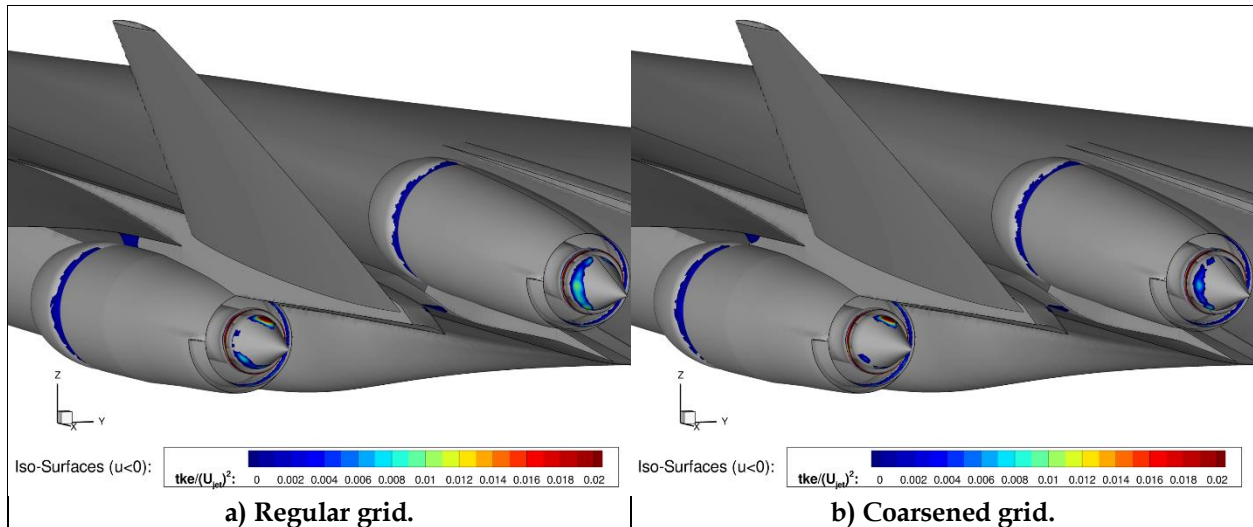 Z
Y
X
Iso-Surfaces (u<0):
tke/(U_jet)²: 0 0.002 0.004 0.006 0.008 0.01 0.012 0.014 0.016 0.018 0.02
a) Regular grid.
Z
Y
X
Iso-Surfaces (u<0):
tke/(U_jet)²: 0 0.002 0.004 0.006 0.008 0.01 0.012 0.014 0.016 0.018 0.02
b) Coarsened grid.